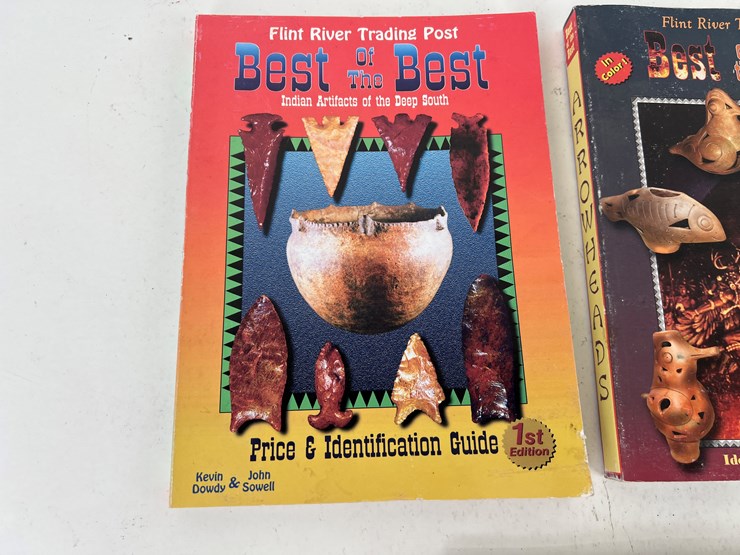 Flint River Trading Post
Best Of The Best
Indian Artifacts of the Deep South
Price & Identification Guide
1st
Edition
Kevin Dowdy & John Sowell
Flint River
Best
In
Color!
ARROWHEADS